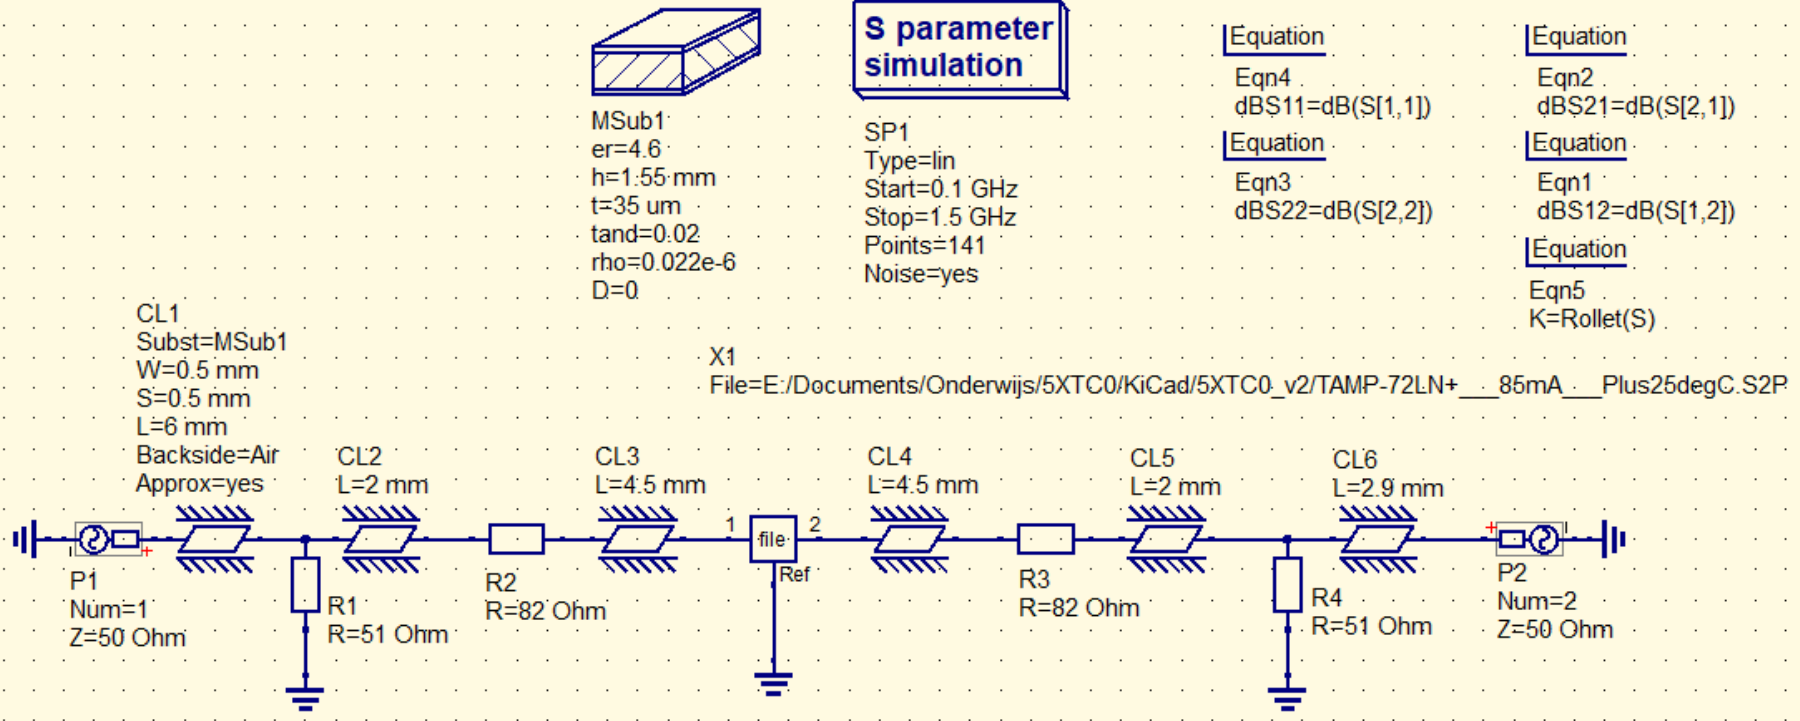 S parameter
simulation
Equation
Eqn4
dBS11=dB(S[1,1])
Equation
Eqn3
dBS22=dB(S[2,2])
Equation
Eqn2
dBS21=dB(S[2,1])
Equation
Eqn1
dBS12=dB(S[1,2])
Equation
Eqn5
K=Rollet(S)
MSub1
er=4.6
h=1.55 mm
t=35 um
tand=0.02
rho=0.022e-6
D=0
SP1
Type=lin
Start=0.1 GHz
Stop=1.5 GHz
Points=141
Noise=yes
CL1
Subst=MSub1
W=0.5 mm
S=0.5 mm
L=6 mm
Backside=Air
Approx=yes
X1
File=E:/Documents/Onderwijs/5XTC0/KiCad/5XTC0_v2/TAMP-72LN+___85mA___Plus25degC.S2P
CL2
L=2 mm
CL3
L=4.5 mm
CL4
L=4.5 mm
CL5
L=2 mm
CL6
L=2.9 mm
1
file
2
Ref
P1
Num=1
Z=50 Ohm
R1
R=51 Ohm
R2
R=82 Ohm
R3
R=82 Ohm
R4
R=51 Ohm
P2
Num=2
Z=50 Ohm